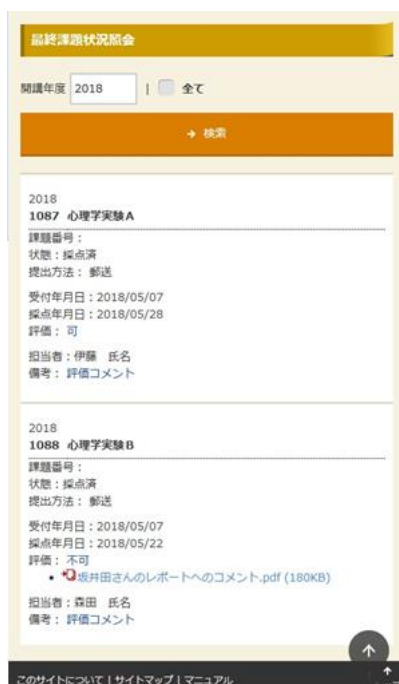 最終課題状況照会
開講年度 2018 | 全て
→ 検索
2018
1087 心理学実験A
課題番号：
状態：採点済
提出方法： 郵送
受付年月日：2018/05/07
採点年月日：2018/05/28
評価： 可
担当者：伊藤 氏名
備考： 評価コメント
2018
1088 心理学実験B
課題番号：
状態：採点済
提出方法： 郵送
受付年月日：2018/05/07
採点年月日：2018/05/22
評価： 不可
• 坂井田さんのレポートへのコメント.pdf (180KB)
担当者：森田 氏名
備考： 評価コメント
このサイトについて | サイトマップ | マニュアル